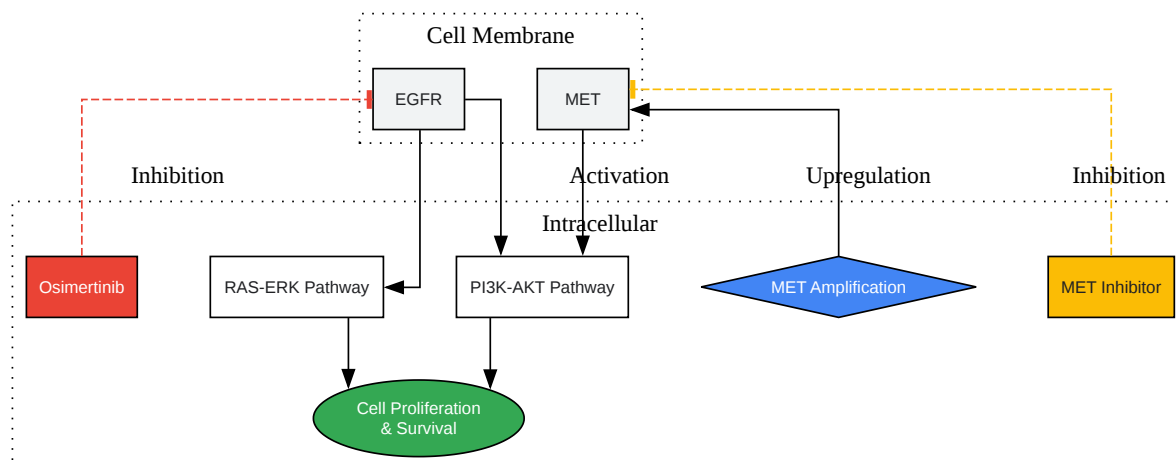 Cell Membrane
EGFR
MET
Inhibition
Activation
Upregulation
Inhibition
Intracellular
Osimertinib
RAS-ERK Pathway
PI3K-AKT Pathway
MET Amplification
MET Inhibitor
Cell Proliferation
& Survival